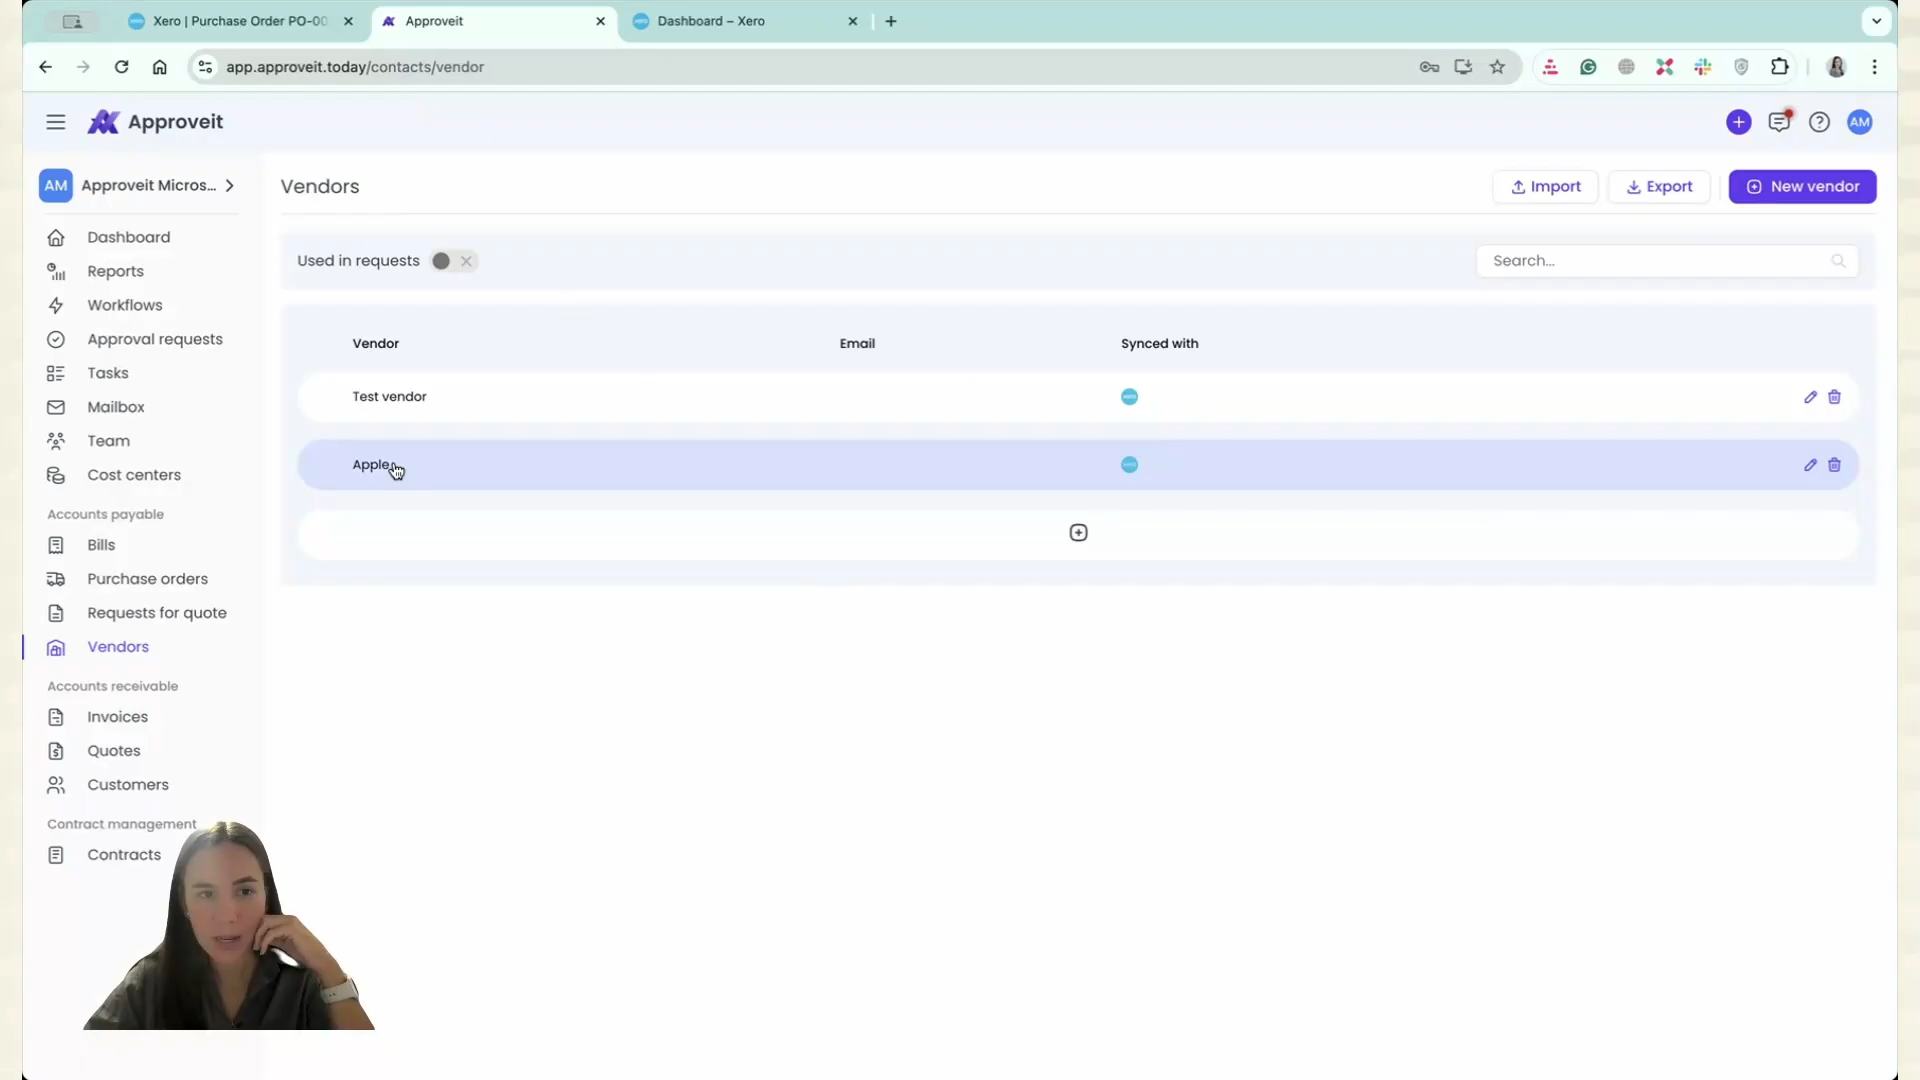 Xero | Purchase Order PO-00
Approveit
Dashboard – Xero
app.approveit.today/contacts/vendor
Approveit
AM
AM
Approveit Micros...
Vendors
Import
Export
New vendor
Dashboard
Reports
Workflows
Approval requests
Tasks
Mailbox
Team
Cost centers
Accounts payable
Bills
Purchase orders
Requests for quote
Vendors
Accounts receivable
Invoices
Quotes
Customers
Contract management
Contracts
Used in requests
Search...
Vendor
Email
Synced with
Test vendor
Apple